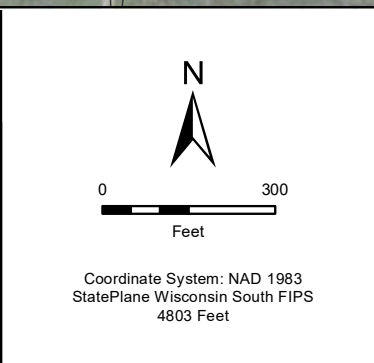 N
0 300
Feet
Coordinate System: NAD 1983
StatePlane Wisconsin South FIPS
4803 Feet